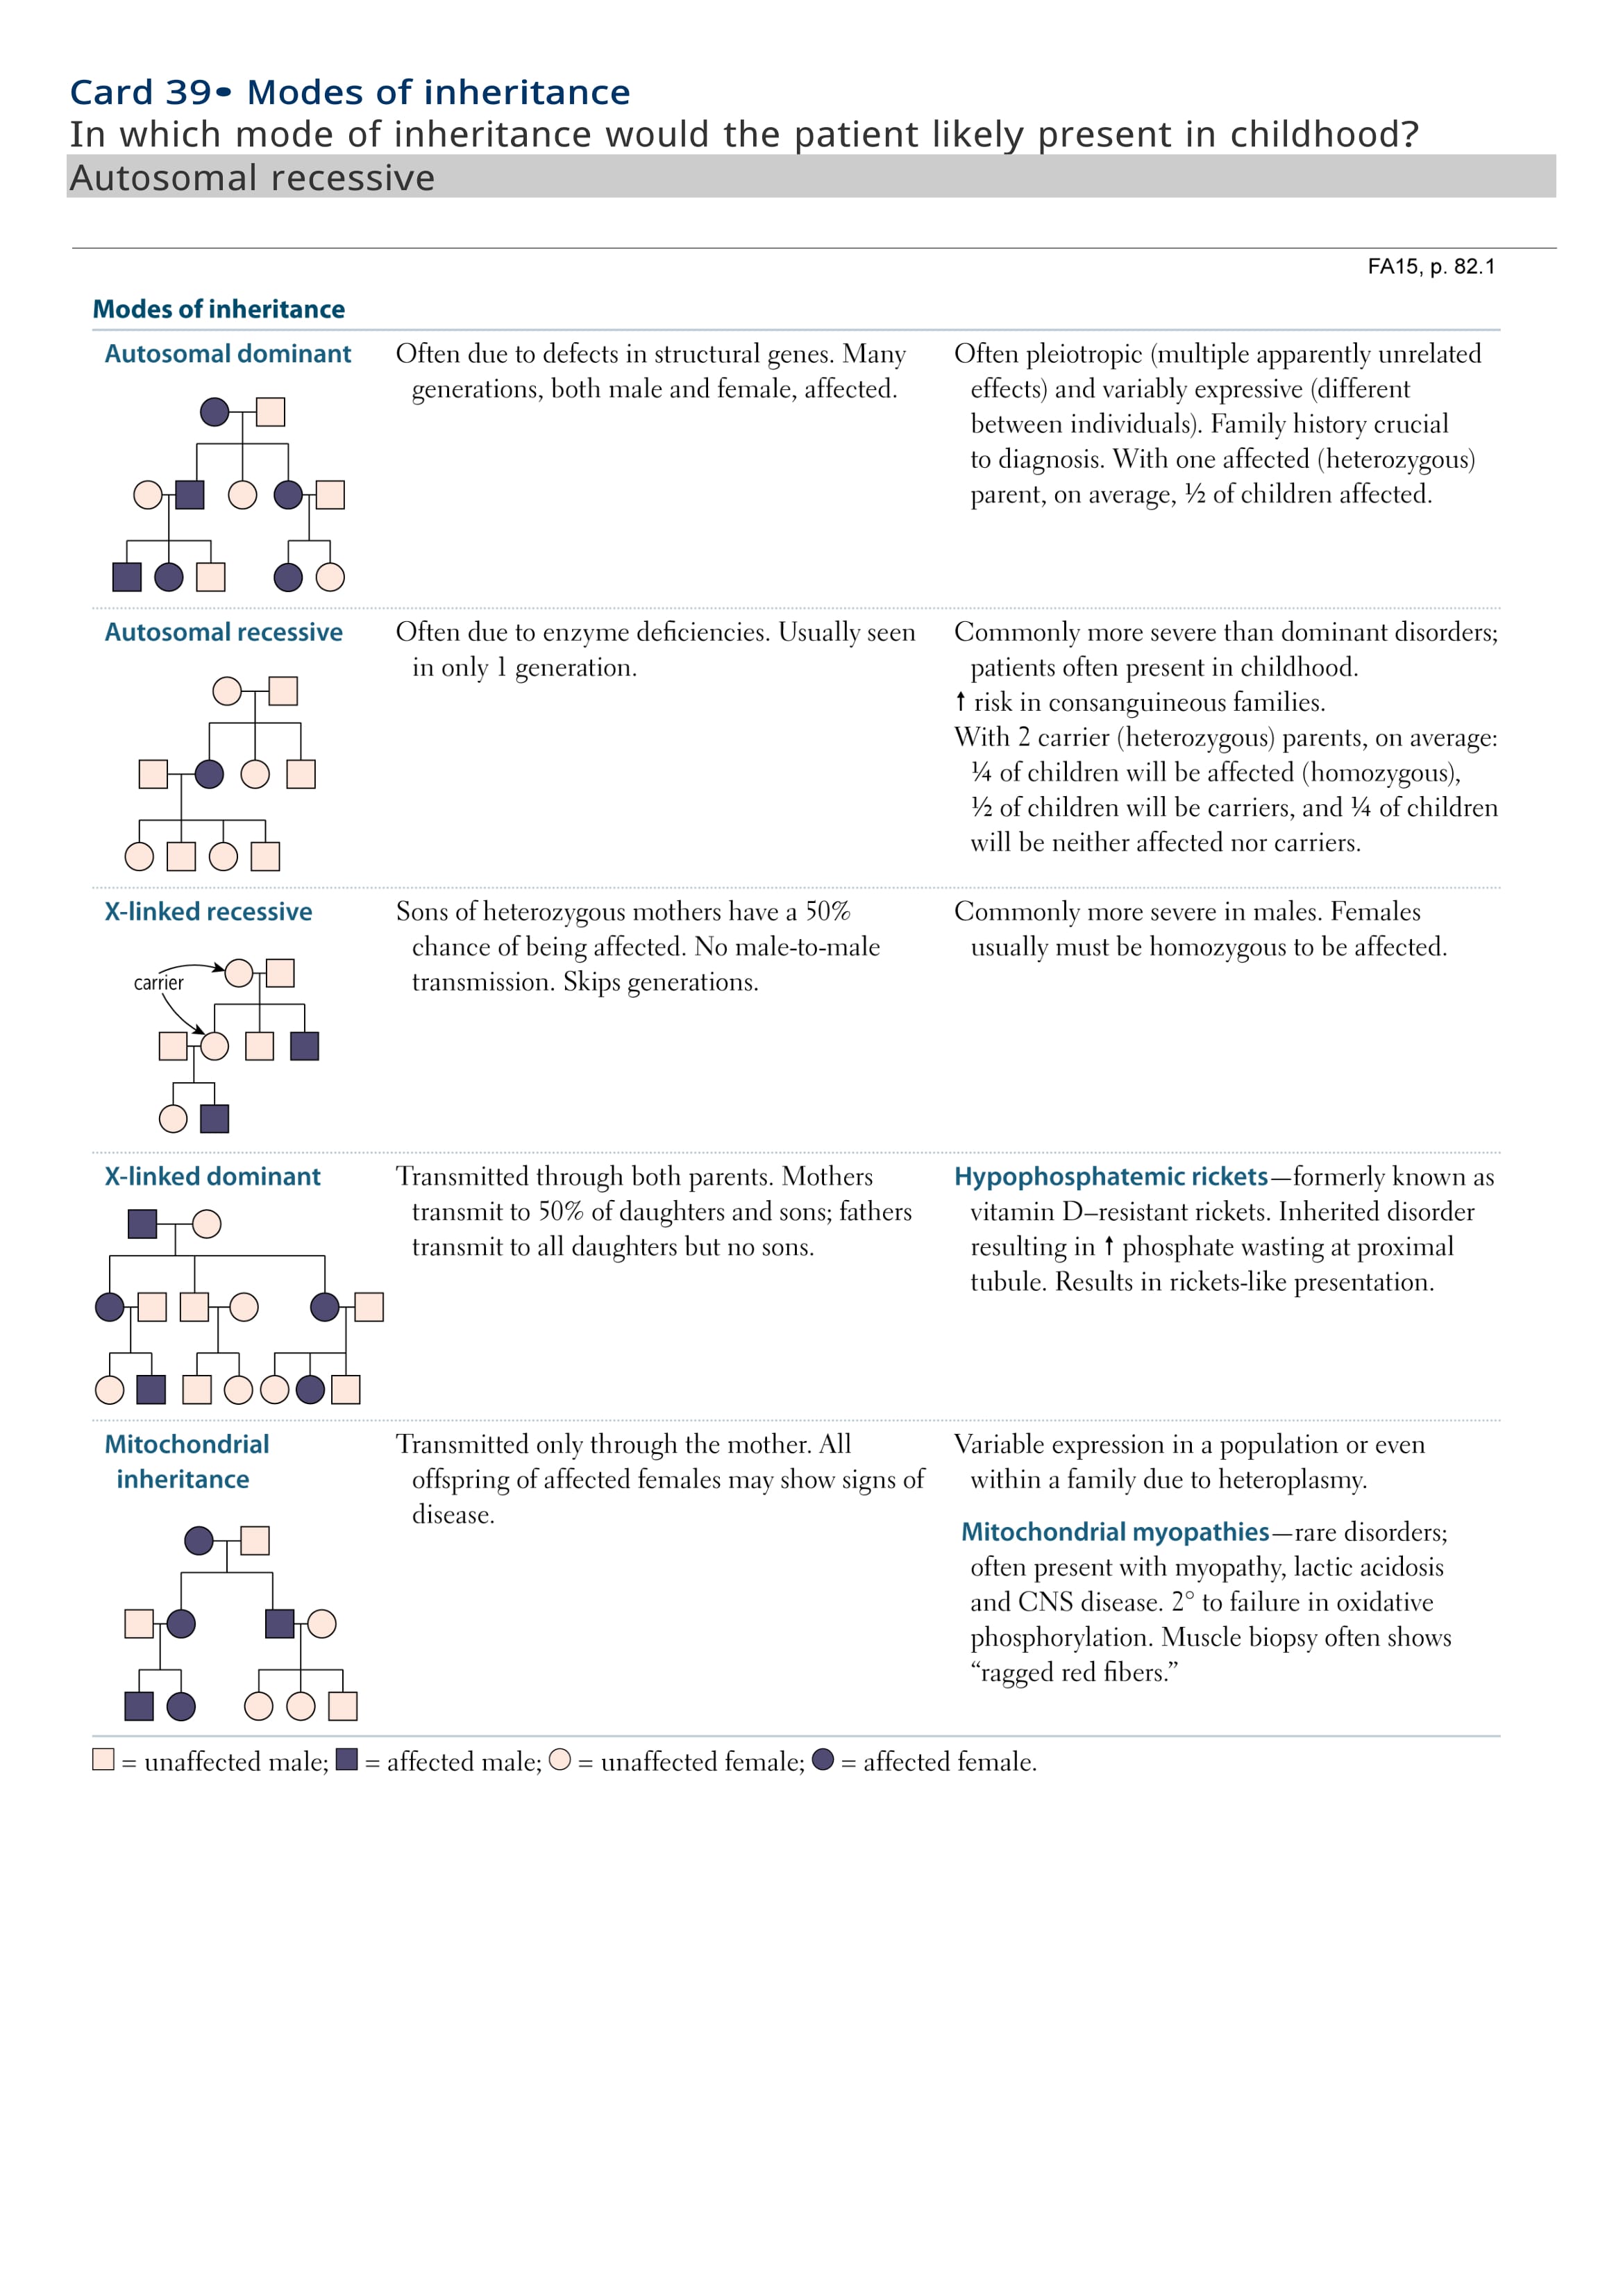 Card 39• Modes of inheritance
In which mode of inheritance would the patient likely present in childhood?
Autosomal recessive
FA15, p. 82.1
Modes of inheritance
Autosomal dominant
Often due to defects in structural genes. Many
generations, both male and female, affected.
Often pleiotropic (multiple apparently unrelated
effects) and variably expressive (different
between individuals). Family history crucial
to diagnosis. With one affected (heterozygous)
parent, on average, ½ of children affected.
Autosomal recessive
Often due to enzyme deficiencies. Usually seen
in only 1 generation.
Commonly more severe than dominant disorders;
patients often present in childhood.
↑ risk in consanguineous families.
With 2 carrier (heterozygous) parents, on average:
¼ of children will be affected (homozygous),
½ of children will be carriers, and ¼ of children
will be neither affected nor carriers.
X-linked recessive
carrier
Sons of heterozygous mothers have a 50%
chance of being affected. No male-to-male
transmission. Skips generations.
Commonly more severe in males. Females
usually must be homozygous to be affected.
X-linked dominant
Transmitted through both parents. Mothers
transmit to 50% of daughters and sons; fathers
transmit to all daughters but no sons.
Hypophosphatemic rickets—formerly known as
vitamin D–resistant rickets. Inherited disorder
resulting in ↑ phosphate wasting at proximal
tubule. Results in rickets-like presentation.
Mitochondrial
inheritance
Transmitted only through the mother. All
offspring of affected females may show signs of
disease.
Variable expression in a population or even
within a family due to heteroplasmy.
Mitochondrial myopathies—rare disorders;
often present with myopathy, lactic acidosis
and CNS disease. 2° to failure in oxidative
phosphorylation. Muscle biopsy often shows
“ragged red fibers.”
= unaffected male; = affected male; = unaffected female; = affected female.